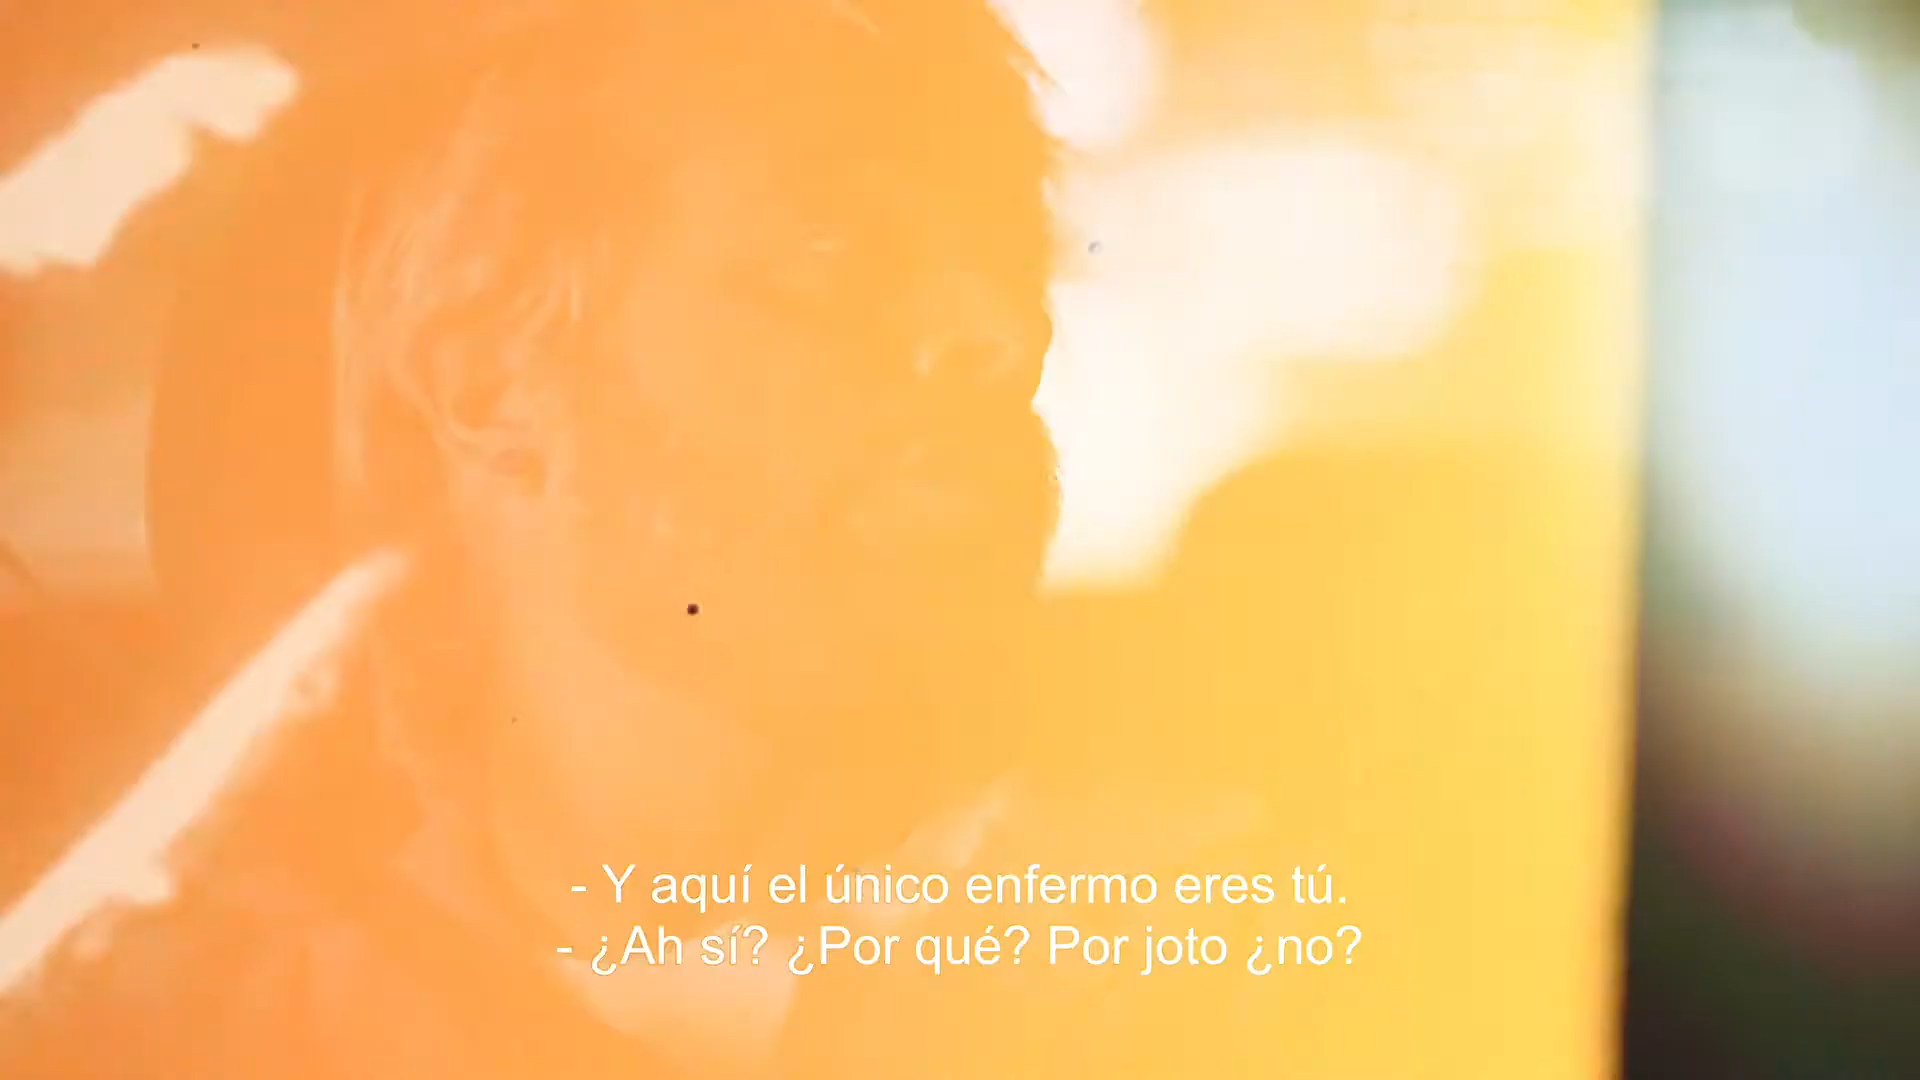 - Y aquí el único enfermo eres tú.
- ¿Ah sí? ¿Por qué? Por joto ¿no?